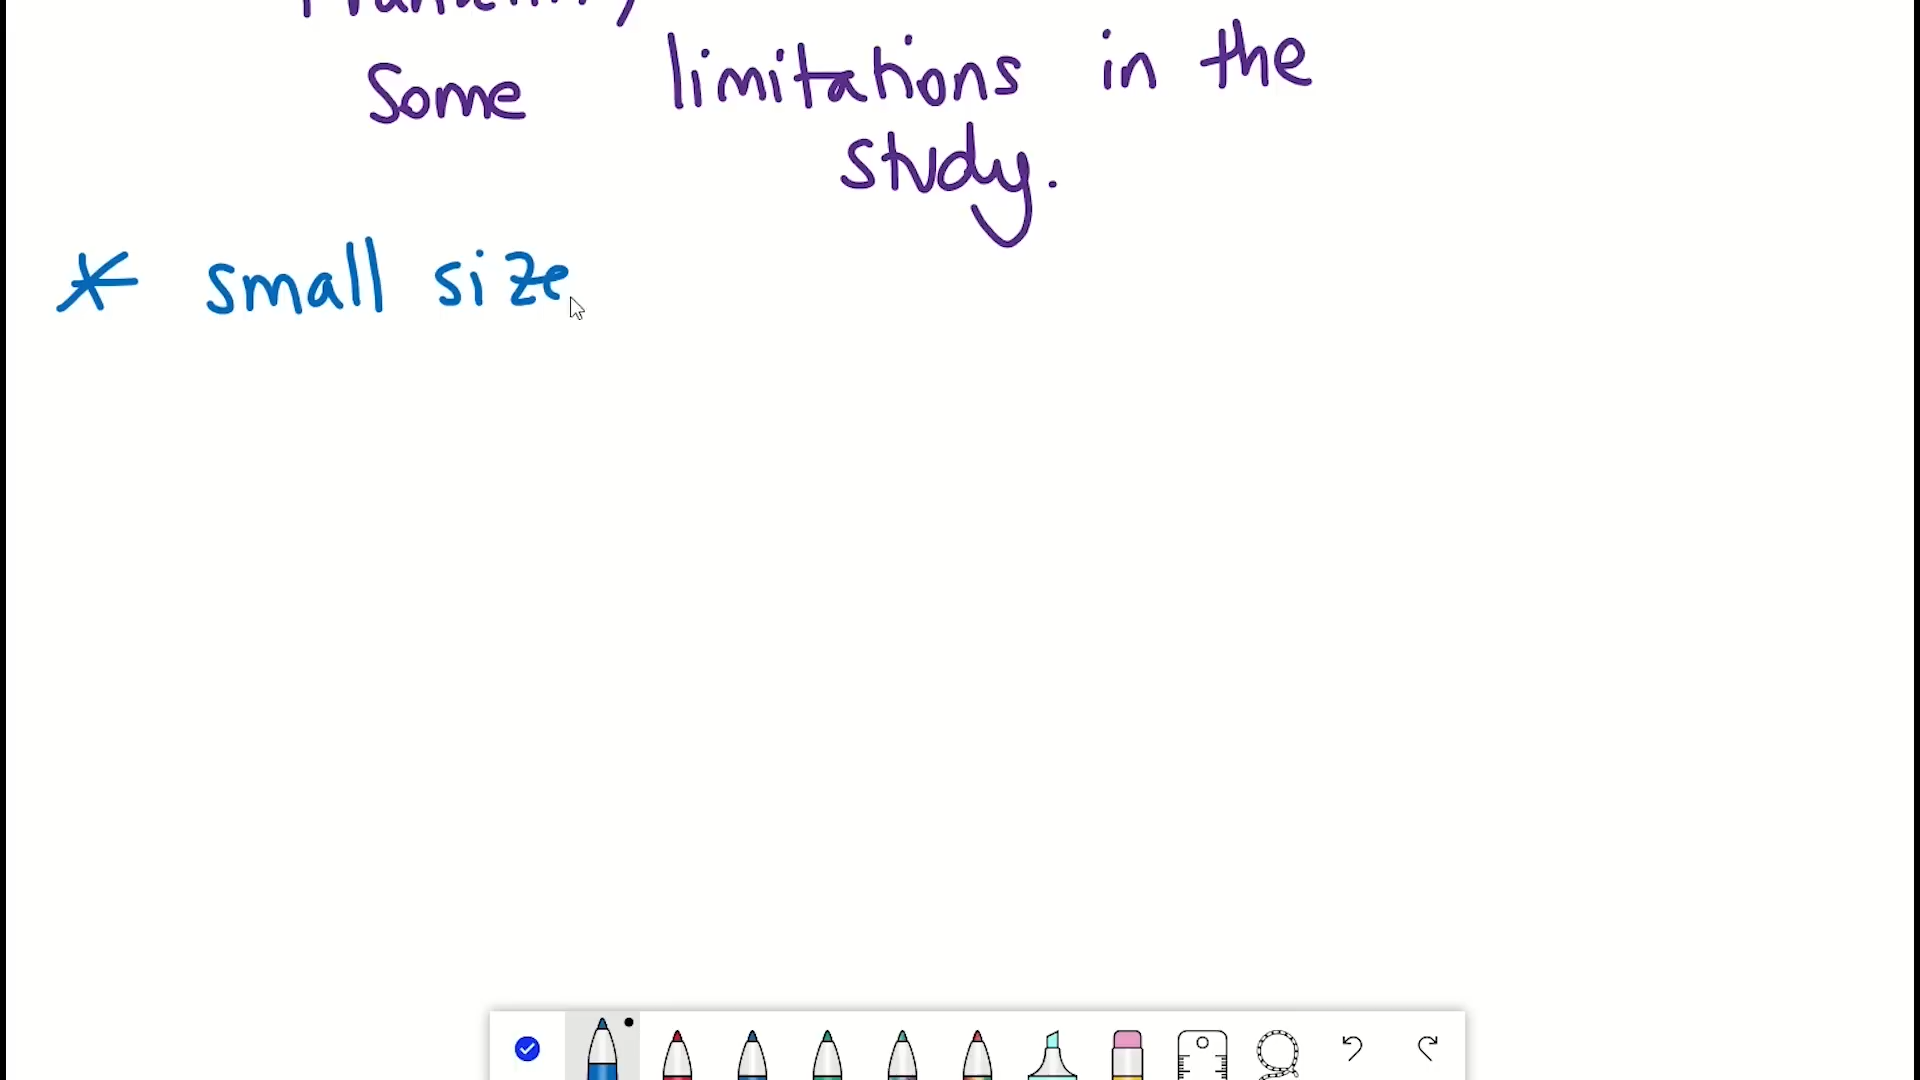 Some limitations in the
study.
* small size